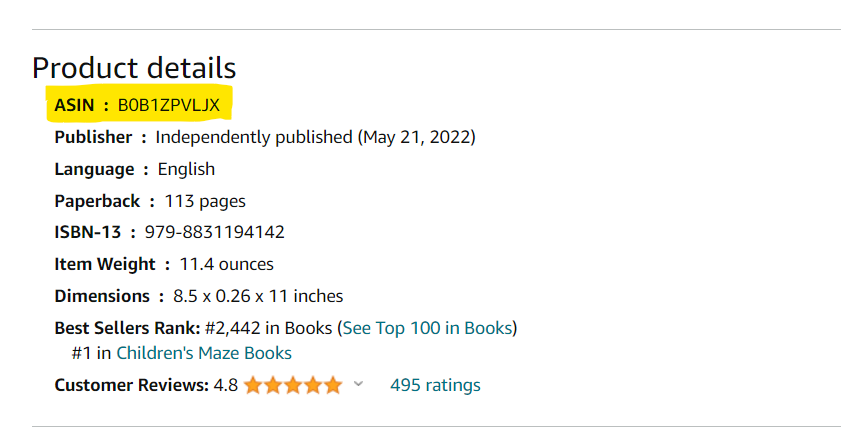 Product details
ASIN : B0B1ZPVLJX
Publisher : Independently published (May 21, 2022)
Language : English
Paperback : 113 pages
ISBN-13 : 979-8831194142
Item Weight : 11.4 ounces
Dimensions : 8.5 x 0.26 x 11 inches
Best Sellers Rank: #2,442 in Books (See Top 100 in Books)
#1 in Children's Maze Books
Customer Reviews: 4.8 495 ratings